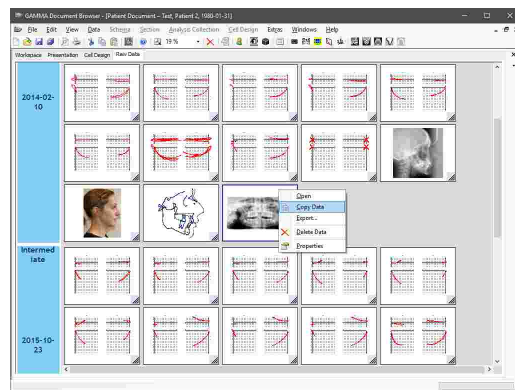 GAMMA Document Browser - [Patient Document - Test, Patient 2, 1980-01-31]
File Edit View Data Schema Section Analysis Collection Cell Design Extras Windows Help
19 %
Workspace Presentation Cell Design Raw Data
2014-02-
10
Open
Copy Data
Export...
Delete Data
Properties
Intermed
iate
2015-10-
23